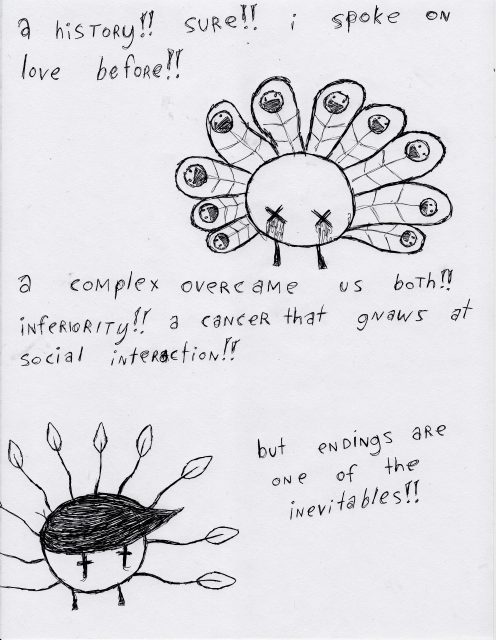 a history!! sure!! i spoke on
love before!!
a complex overcame us both!!
inferiority!! a cancer that gnaws at
social interaction!!
but endings are
one of the
inevitables!!